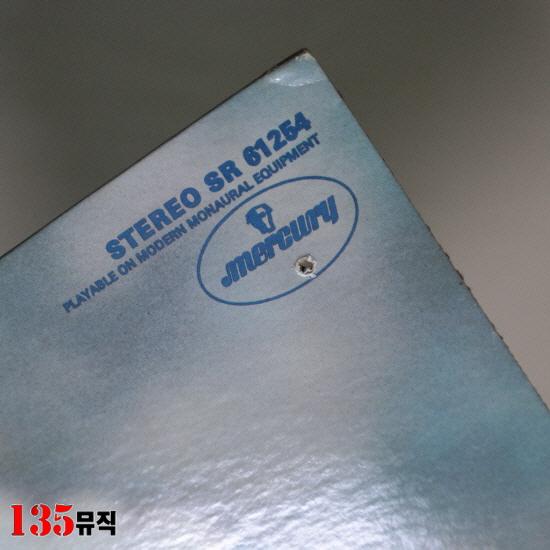 STEREO SR 61254
PLAYABLE ON MODERN MONAURAL EQUIPMENT
mercury
135뮤직